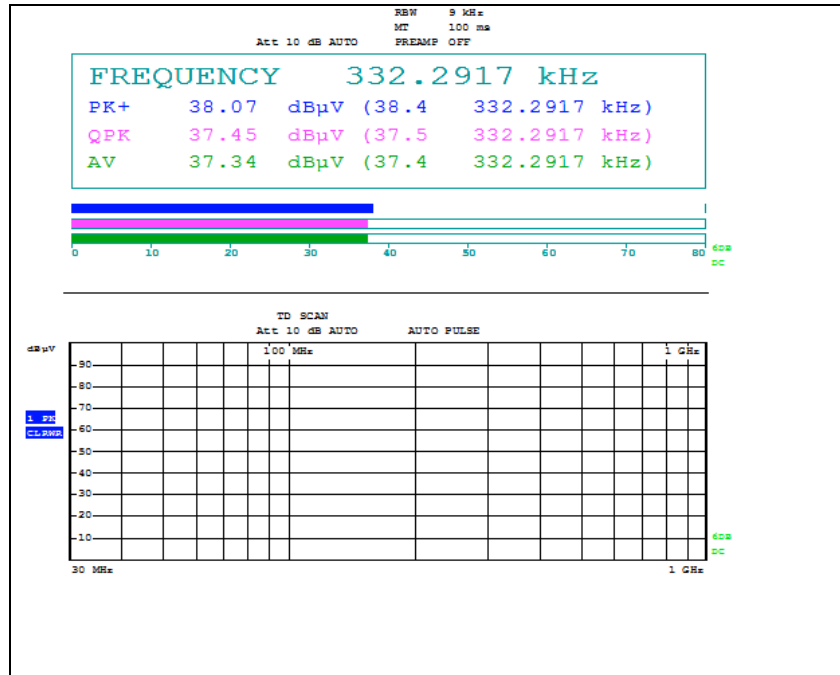 RBW 9 kHz
MT 100 ms
Att 10 dB AUTO PREAMP OFF
FREQUENCY 332.2917 kHz
PK+ 38.07 dBµV (38.4 332.2917 kHz)
QPK 37.45 dBµV (37.5 332.2917 kHz)
AV 37.34 dBµV (37.4 332.2917 kHz)
0 10 20 30 40 50 60 70 80
6DB
DC
TD SCAN
Att 10 dB AUTO AUTO PULSE
dBµV
100 MHz 1 GHz
90
80
70
1 PK
60
CLRWR
50
40
30
20
10
6DB
DC
30 MHz 1 GHz